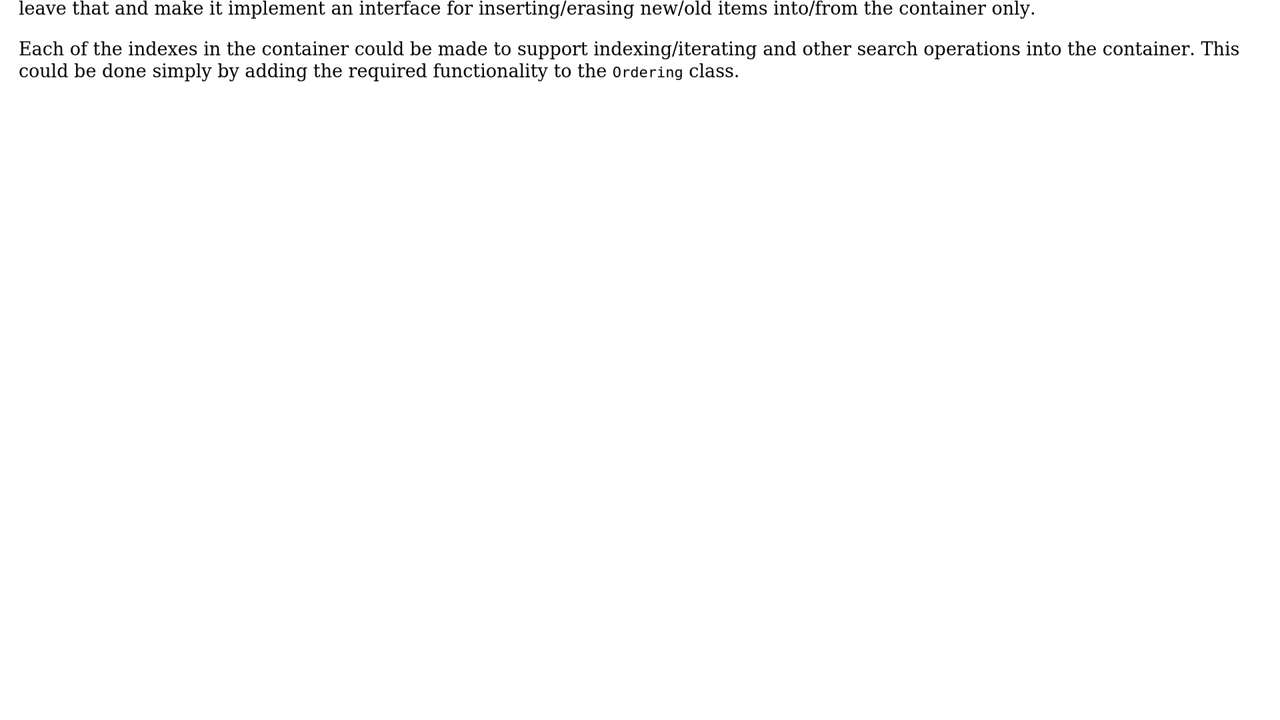 leave that and make it implement an interface for inserting/erasing new/old items into/from the container only.
Each of the indexes in the container could be made to support indexing/iterating and other search operations into the container. This
could be done simply by adding the required functionality to the Ordering class.